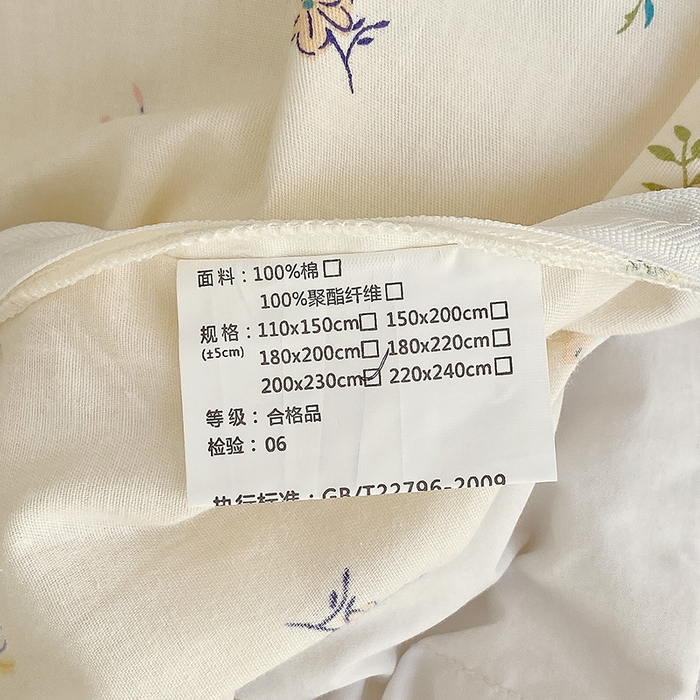 面料：100%棉□
100%聚酯纤维□
规格：110x150cm□ 150x200cm□
(±5cm) 180x200cm□ 180x220cm□
200x230cm☑ 220x240cm□
等级：合格品
检验：06
执行标准：GB/T22796-2009